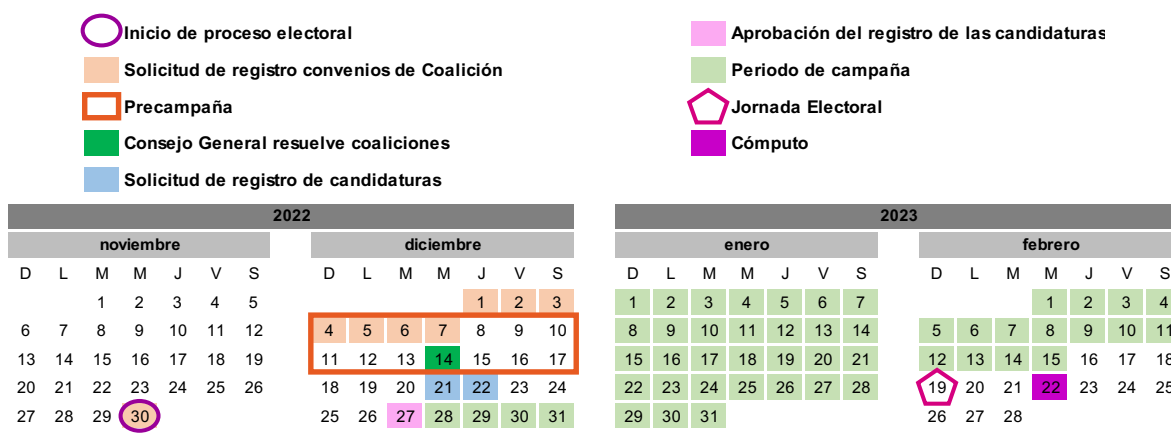 Inicio de proceso electoral
Solicitud de registro convenios de Coalición
Precampaña
Consejo General resuelve coaliciones
Solicitud de registro de candidaturas
Aprobación del registro de las candidaturas
Periodo de campaña
Jornada Electoral
Cómputo
2022
noviembre
D L M M J V S
1 2 3 4 5
6 7 8 9 10 11 12
13 14 15 16 17 18 19
20 21 22 23 24 25 26
27 28 29 30
diciembre
D L M M J V S
1 2 3
4 5 6 7 8 9 10
11 12 13 14 15 16 17
18 19 20 21 22 23 24
25 26 27 28 29 30 31
2023
enero
D L M M J V S
1 2 3 4 5 6 7
8 9 10 11 12 13 14
15 16 17 18 19 20 21
22 23 24 25 26 27 28
29 30 31
febrero
D L M M J V S
1 2 3 4
5 6 7 8 9 10 11
12 13 14 15 16 17 18
19 20 21 22 23 24 25
26 27 28